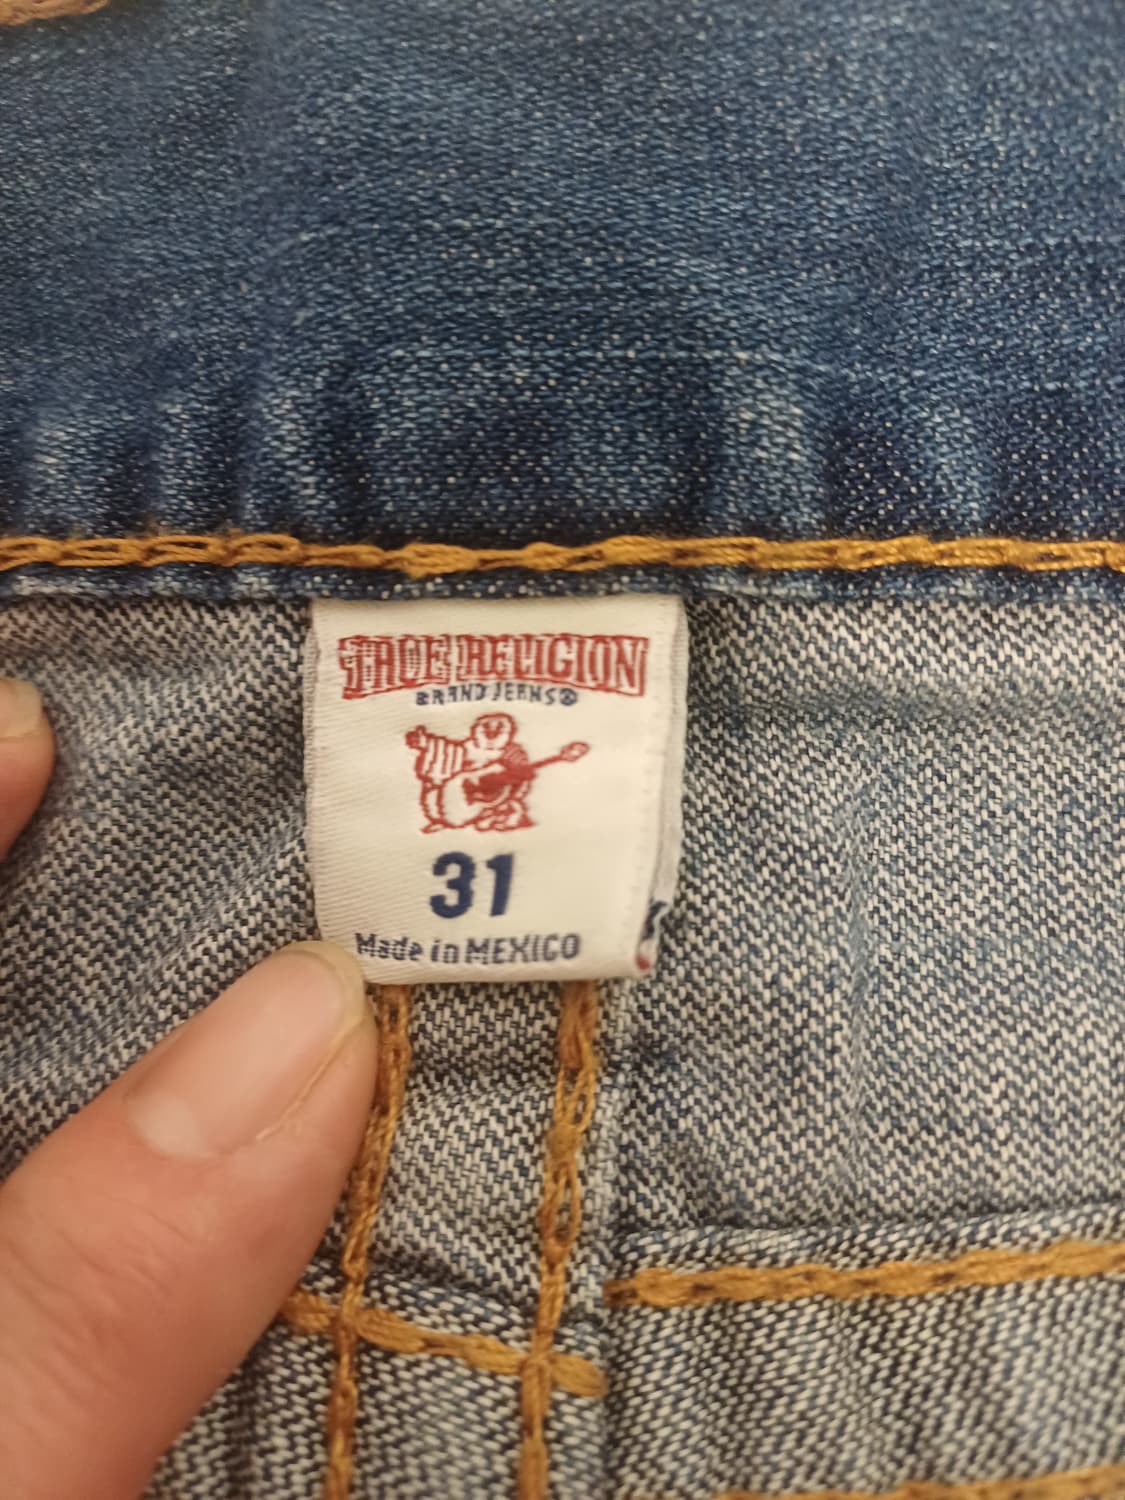 TRUE RELIGION
BRAND JEANS®
31
Made in MEXICO